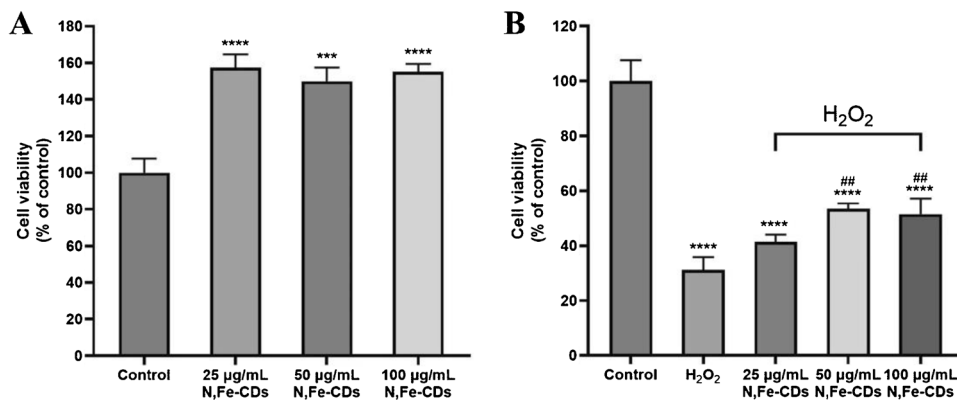 A
Cell viability
(% of control)
180
160
140
120
100
80
60
40
20
0
****
***
****
Control
25 µg/mL
N,Fe-CDs
50 µg/mL
N,Fe-CDs
100 µg/mL
N,Fe-CDs
B
Cell viability
(% of control)
120
100
80
60
40
20
0
H₂O₂
****
****
##
****
##
****
Control
H₂O₂
25 µg/mL
N,Fe-CDs
50 µg/mL
N,Fe-CDs
100 µg/mL
N,Fe-CDs